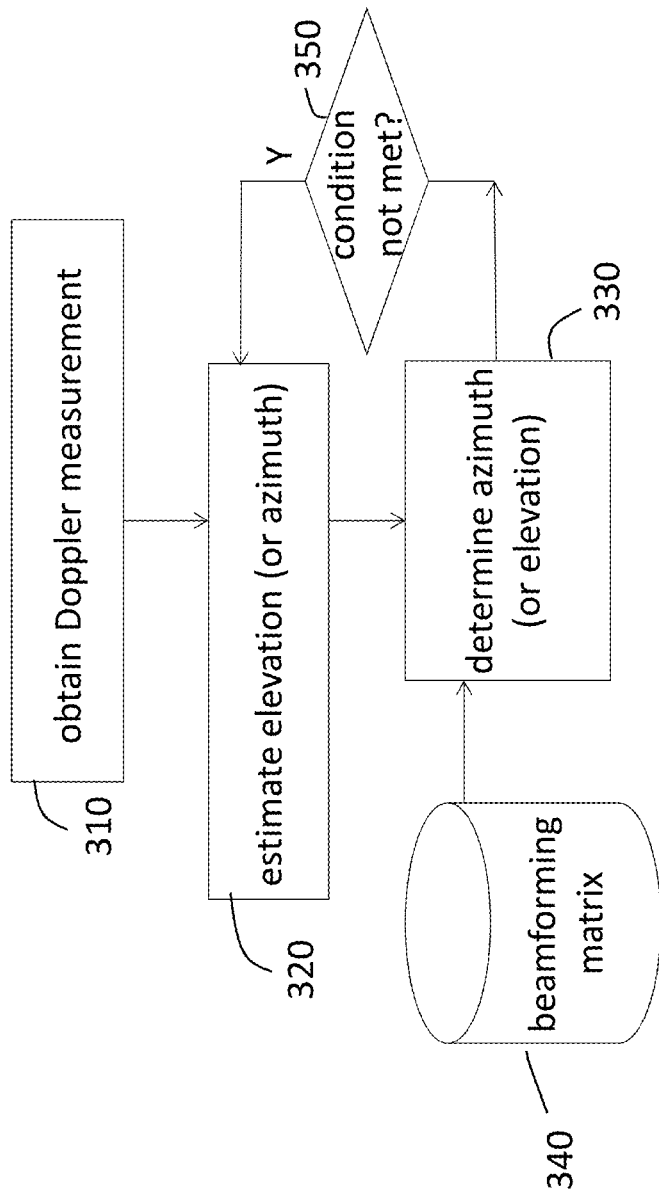 310
obtain Doppler measurement
320
estimate elevation (or azimuth)
Y
350
condition
not met?
340
beamforming
matrix
determine azimuth
(or elevation)
330